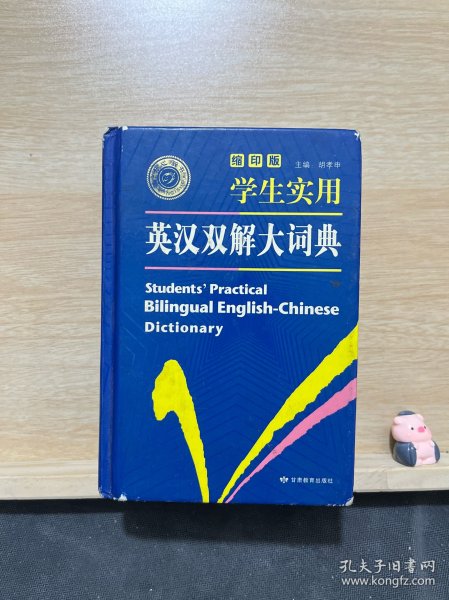 缩印版 主编 胡孝申
学生实用
英汉双解大词典
Students' Practical
Bilingual English-Chinese
Dictionary
甘肃教育出版社
孔夫子旧书网
www.kongfz.com